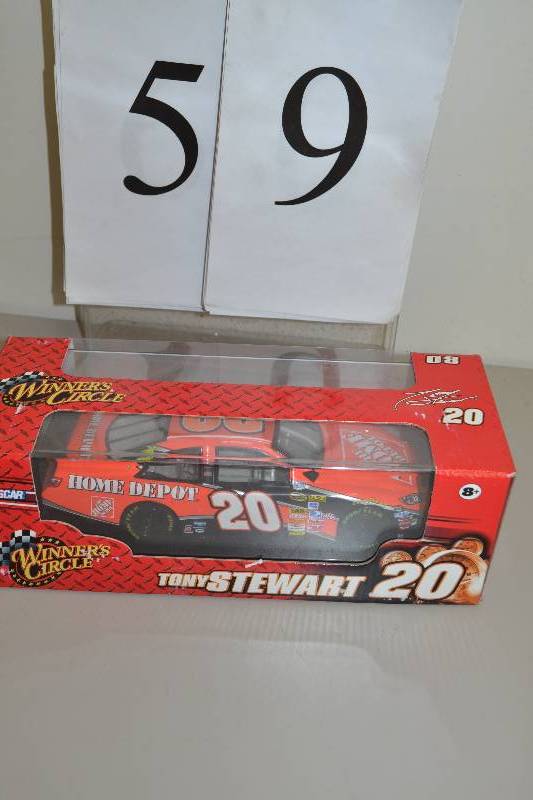 59
WINNER'S CIRCLE
08
20
HOME DEPOT
20
8+
WINNER'S CIRCLE
TONY STEWART 20